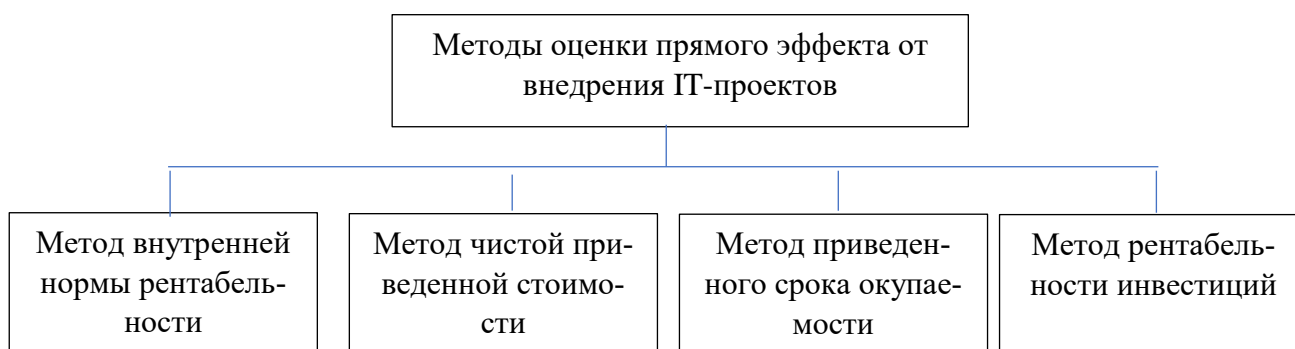 Методы оценки прямого эффекта от
внедрения IT-проектов
Метод внутренней
нормы рентабель-
ности
Метод чистой при-
веденной стоимо-
сти
Метод приведен-
ного срока окупае-
мости
Метод рентабель-
ности инвестиций